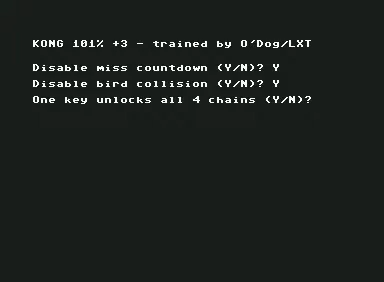 KONG 101% +3 - trained by O'Dog/LXT
Disable miss countdown (Y/N)? Y
Disable bird collision (Y/N)? Y
One key unlocks all 4 chains (Y/N)?